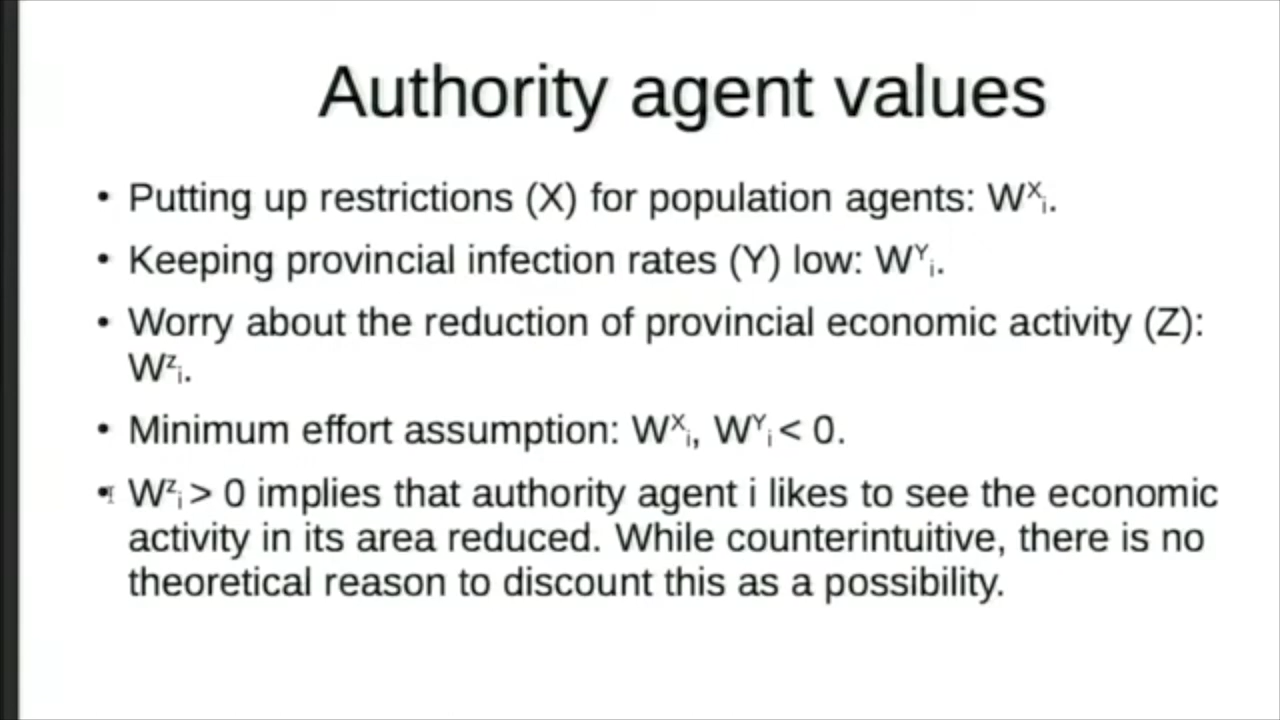 Authority agent values
• Putting up restrictions (X) for population agents: Wˣᵢ.
• Keeping provincial infection rates (Y) low: Wʸᵢ.
• Worry about the reduction of provincial economic activity (Z):
Wᶻᵢ.
• Minimum effort assumption: Wˣᵢ, Wʸᵢ < 0.
• Wᶻᵢ > 0 implies that authority agent i likes to see the economic
activity in its area reduced. While counterintuitive, there is no
theoretical reason to discount this as a possibility.